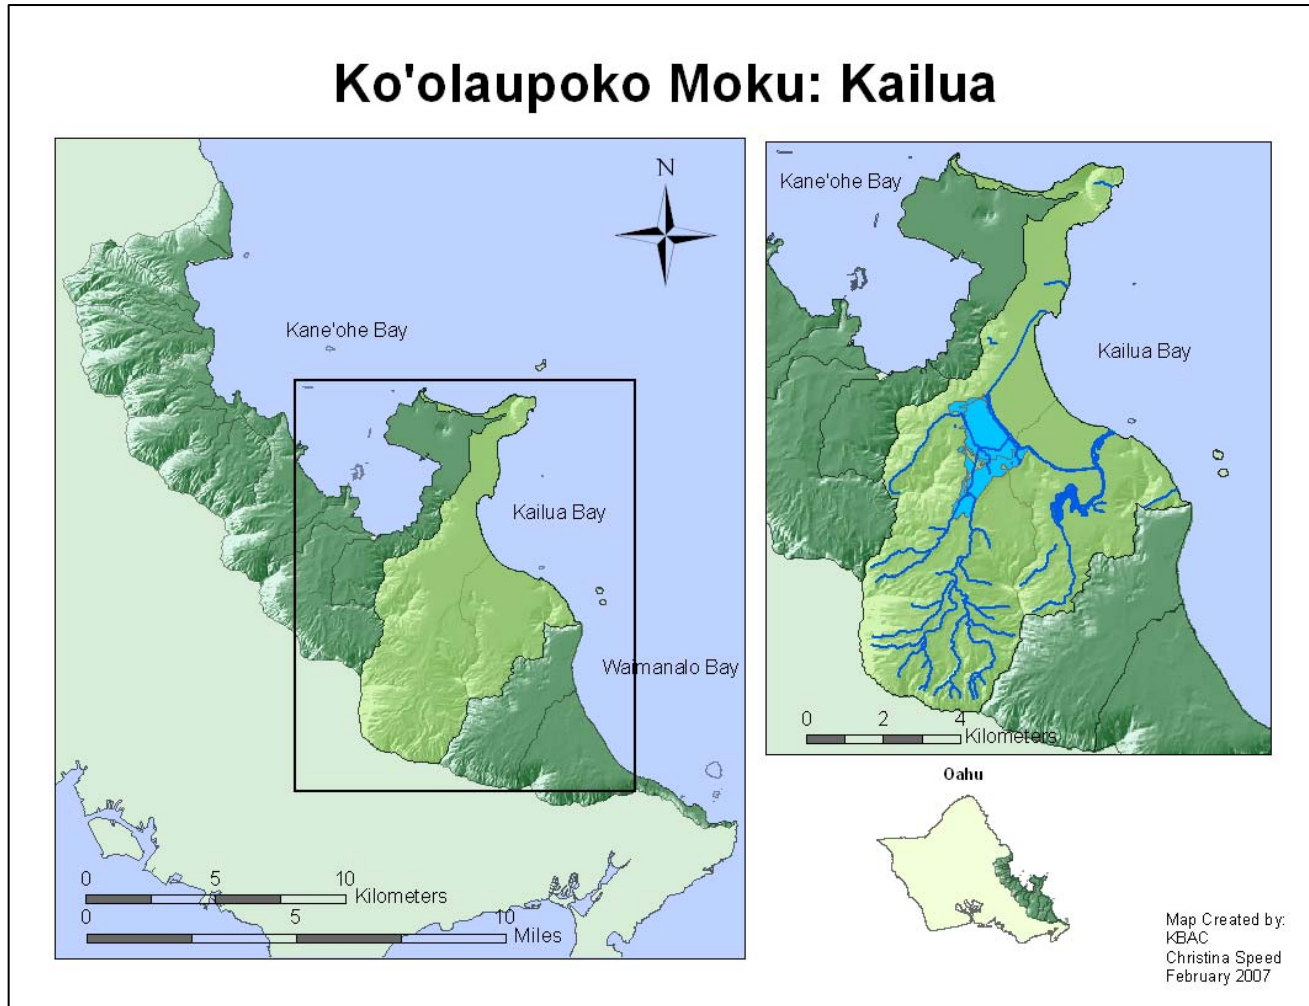 Ko'olaupoko Moku: Kailua
N
Kane'ohe Bay
Kailua Bay
Waimanalo Bay
0 5 10
Kilometers
0 5 10
Miles
Kane'ohe Bay
Kailua Bay
0 2 4
Kilometers
Oahu
Map Created by:
KBAC
Christina Speed
February 2007